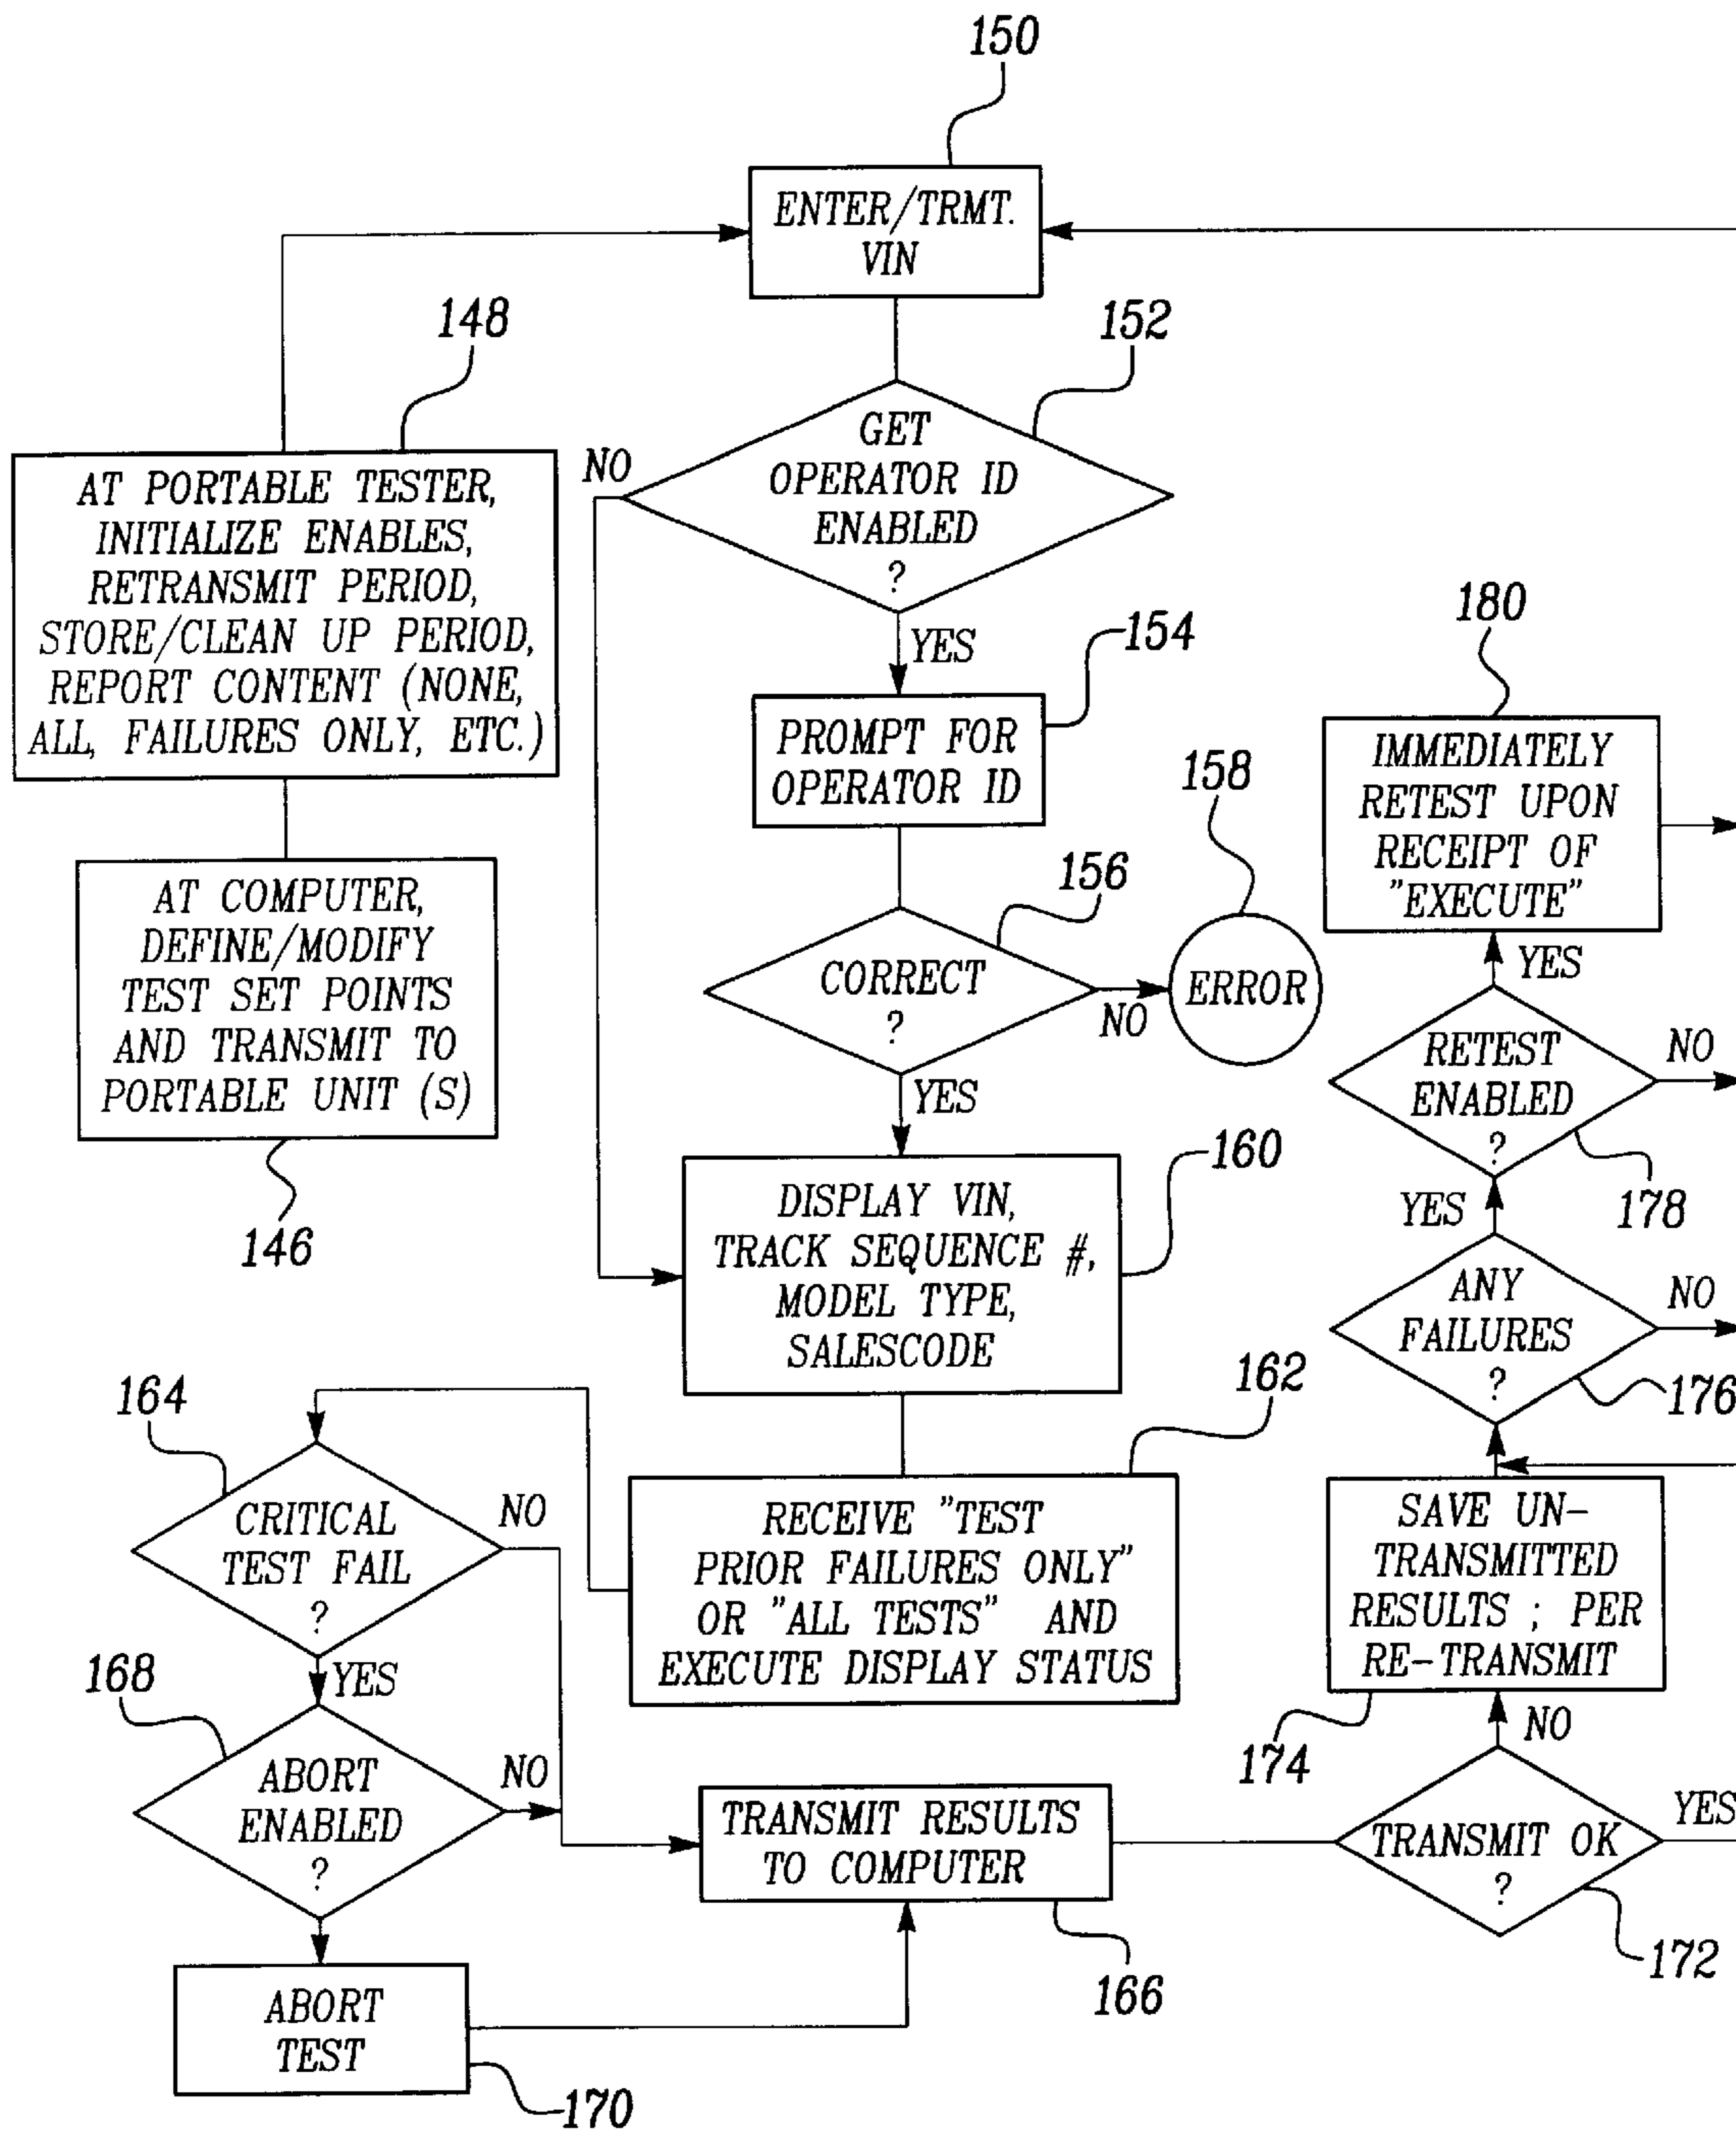 150
ENTER/TRMT.
VIN
148
152
GET
OPERATOR ID
ENABLED
?
NO
YES
AT PORTABLE TESTER,
INITIALIZE ENABLES,
RETRANSMIT PERIOD,
STORE/CLEAN UP PERIOD,
REPORT CONTENT (NONE,
ALL, FAILURES ONLY, ETC.)
154
PROMPT FOR
OPERATOR ID
AT COMPUTER,
DEFINE/MODIFY
TEST SET POINTS
AND TRANSMIT TO
PORTABLE UNIT (S)
146
156
CORRECT
?
NO
YES
158
ERROR
160
DISPLAY VIN,
TRACK SEQUENCE #,
MODEL TYPE,
SALESCODE
162
RECEIVE "TEST
PRIOR FAILURES ONLY"
OR "ALL TESTS" AND
EXECUTE DISPLAY STATUS
164
CRITICAL
TEST FAIL
?
NO
YES
168
ABORT
ENABLED
?
NO
ABORT
TEST
170
TRANSMIT RESULTS
TO COMPUTER
166
180
IMMEDIATELY
RETEST UPON
RECEIPT OF
"EXECUTE"
YES
RETEST
ENABLED
?
NO
178
YES
ANY
FAILURES
?
NO
176
SAVE UN-
TRANSMITTED
RESULTS ; PER
RE-TRANSMIT
174
NO
TRANSMIT OK
?
YES
172